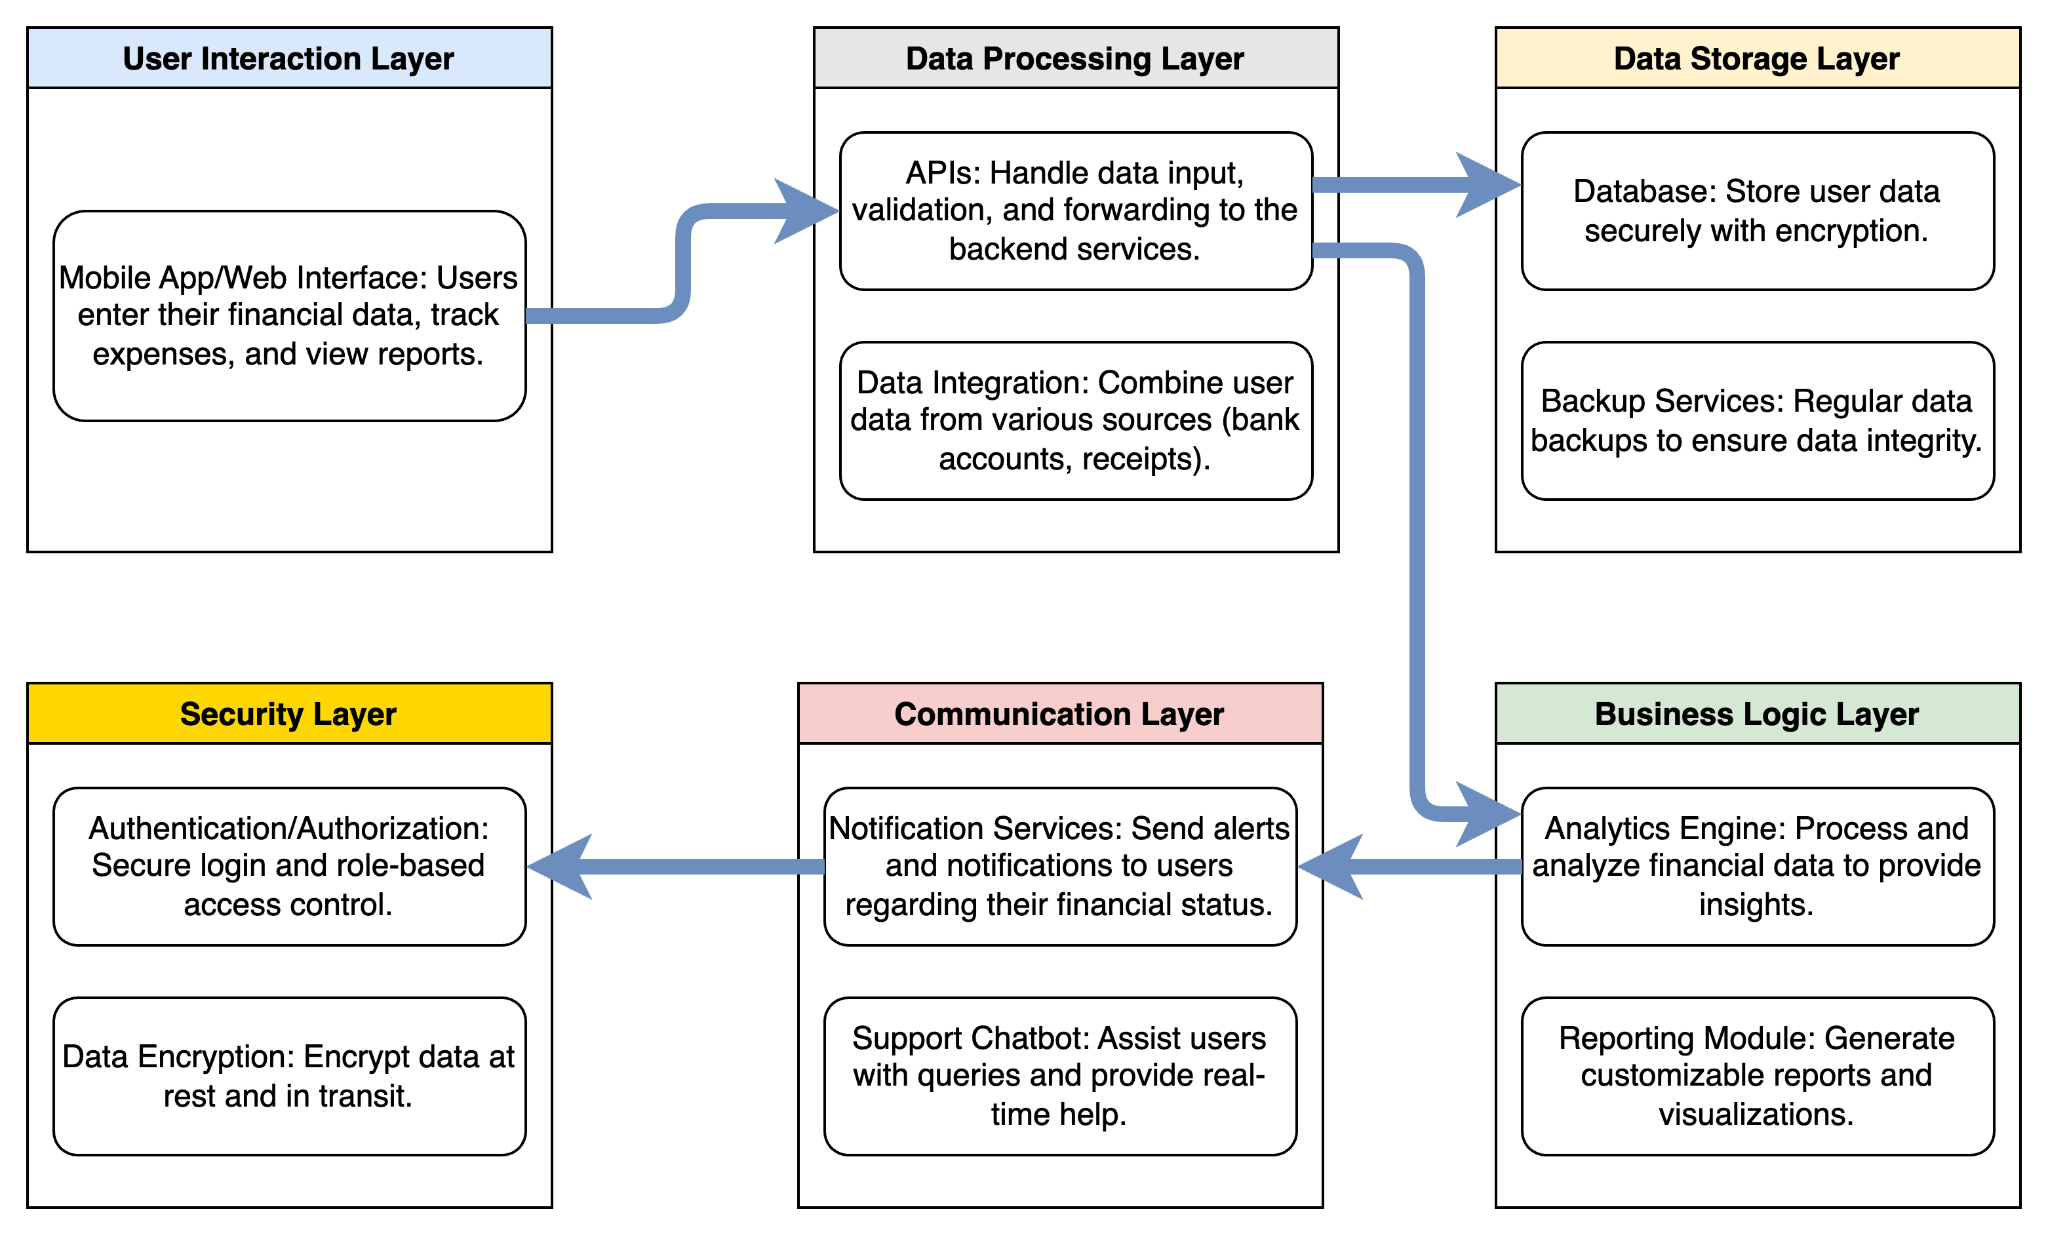 User Interaction Layer
Mobile App/Web Interface: Users
enter their financial data, track
expenses, and view reports.
Data Processing Layer
APIs: Handle data input,
validation, and forwarding to the
backend services.
Data Integration: Combine user
data from various sources (bank
accounts, receipts).
Data Storage Layer
Database: Store user data
securely with encryption.
Backup Services: Regular data
backups to ensure data integrity.
Security Layer
Authentication/Authorization:
Secure login and role-based
access control.
Data Encryption: Encrypt data at
rest and in transit.
Communication Layer
Notification Services: Send alerts
and notifications to users
regarding their financial status.
Support Chatbot: Assist users
with queries and provide real-
time help.
Business Logic Layer
Analytics Engine: Process and
analyze financial data to provide
insights.
Reporting Module: Generate
customizable reports and
visualizations.